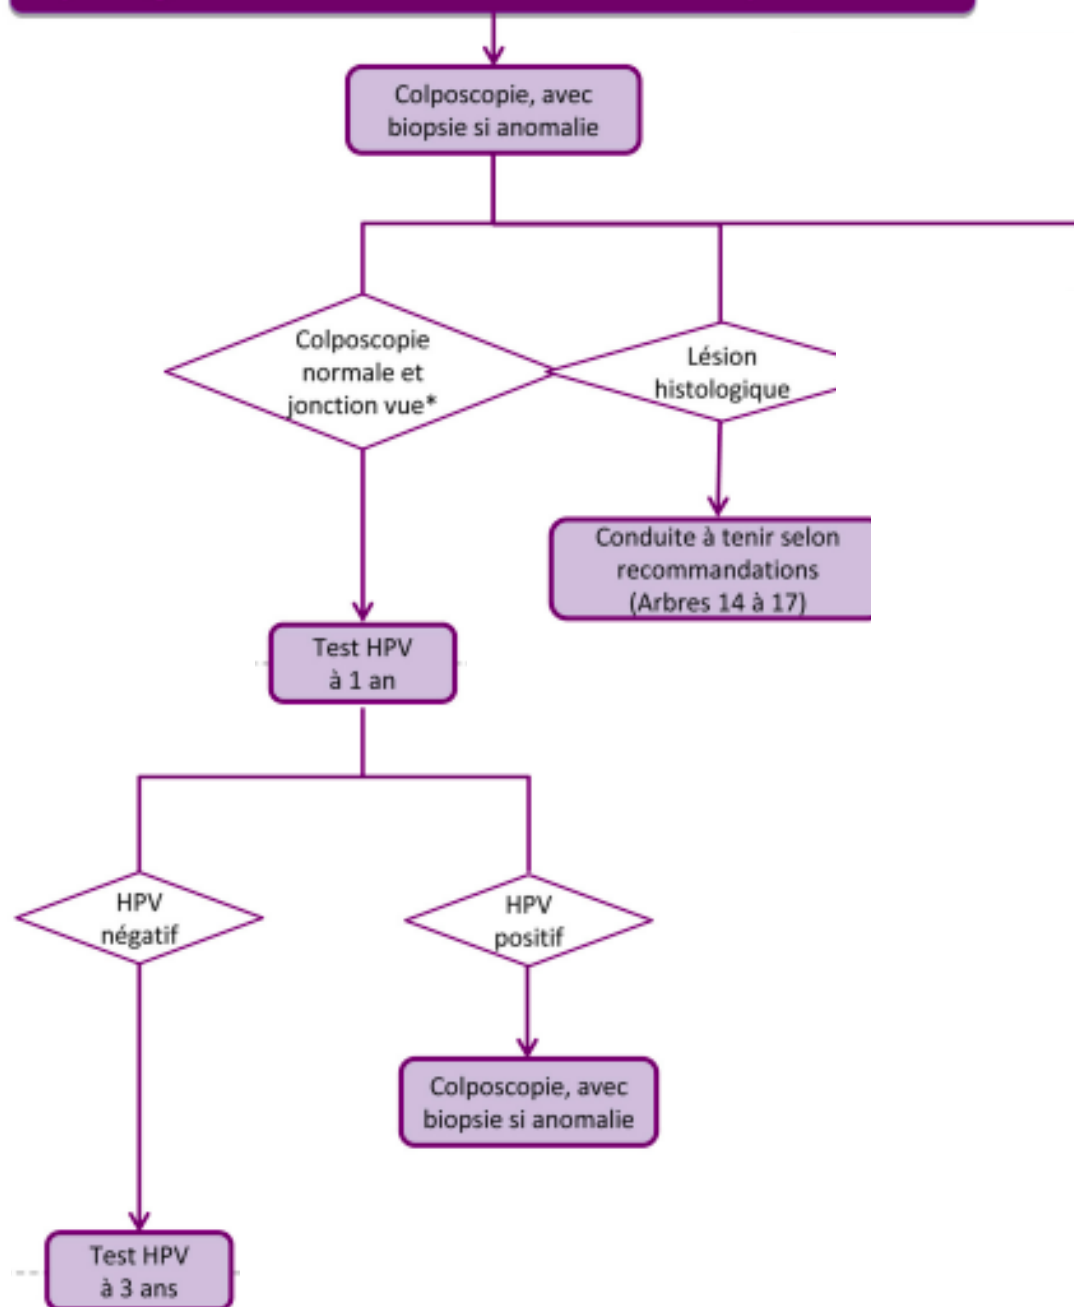 Colposcopie, avec
biopsie si anomalie
Colposcopie
normale et
jonction vue*
Lésion
histologique
Conduite à tenir selon
recommandations
(Arbres 14 à 17)
Test HPV
à 1 an
HPV
négatif
HPV
positif
Colposcopie, avec
biopsie si anomalie
Test HPV
à 3 ans